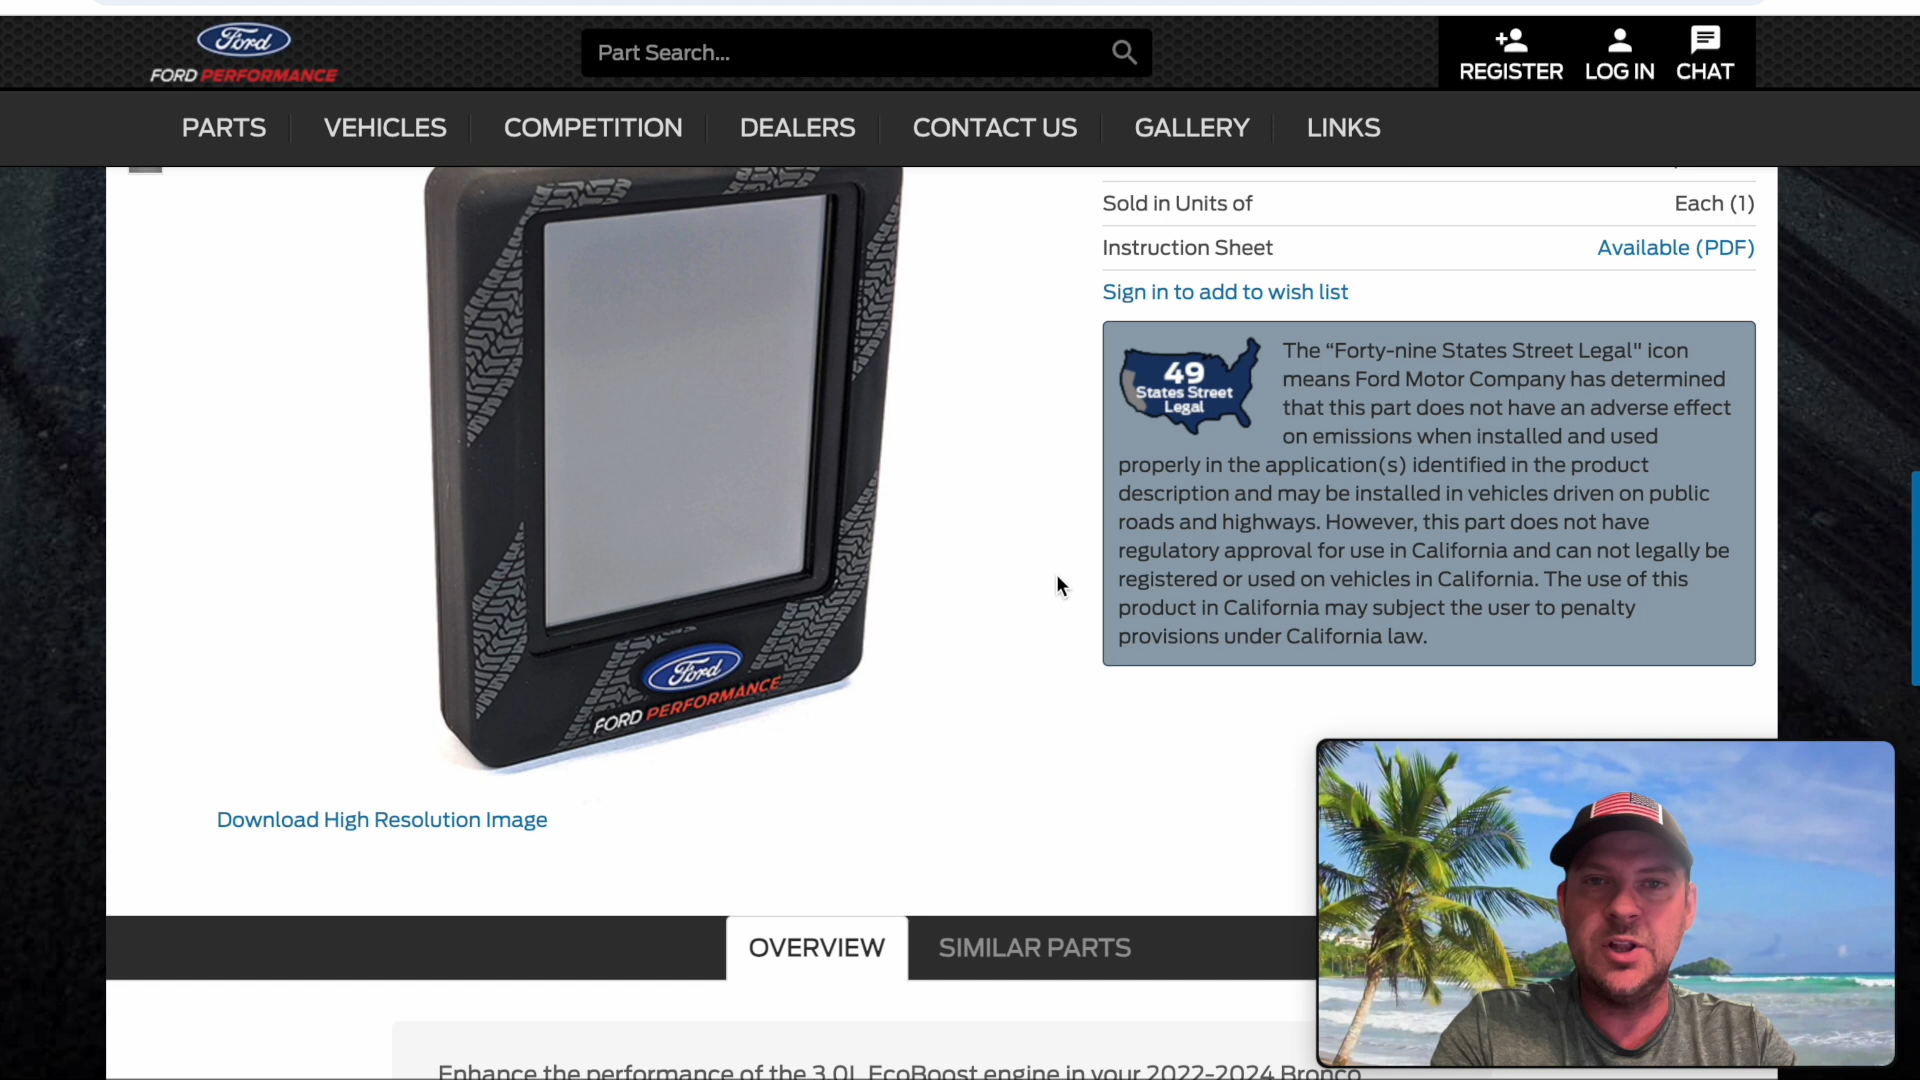 Ford
FORD PERFORMANCE
Part Search...
REGISTER
LOG IN
CHAT
PARTS
VEHICLES
COMPETITION
DEALERS
CONTACT US
GALLERY
LINKS
Sold in Units of
Each (1)
Instruction Sheet
Available (PDF)
Sign in to add to wish list
49
States Street
Legal
The “Forty-nine States Street Legal" icon
means Ford Motor Company has determined
that this part does not have an adverse effect
on emissions when installed and used
properly in the application(s) identified in the product
description and may be installed in vehicles driven on public
roads and highways. However, this part does not have
regulatory approval for use in California and can not legally be
registered or used on vehicles in California. The use of this
product in California may subject the user to penalty
provisions under California law.
Ford
FORD PERFORMANCE
Download High Resolution Image
OVERVIEW
SIMILAR PARTS
Enhance the performance of the 3.0L EcoBoost engine in your 2022-2024 Bronco